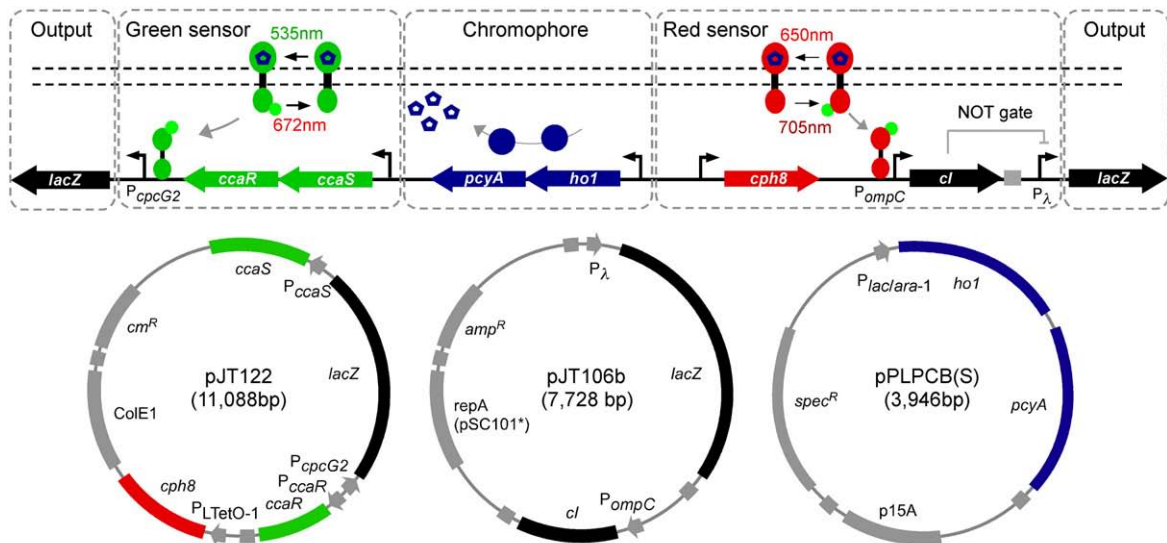 Output
Green sensor
Chromophore
Red sensor
Output
535nm
672nm
650nm
705nm
NOT gate
lacZ
PcpcG2
ccaR
ccaS
pcyA
ho1
cph8
PompC
cI
Pλ
lacZ
ccaS
PccaS
cmR
lacZ
pJT122
(11,088bp)
ColE1
PcpcG2
PccaR
cph8
PLTetO-1
ccaR
Pλ
ampR
pJT106b
(7,728 bp)
lacZ
repA
(pSC101*)
PompC
cI
Plac/ara-1
ho1
pPLPCB(S)
(3,946bp)
specR
pcyA
p15A